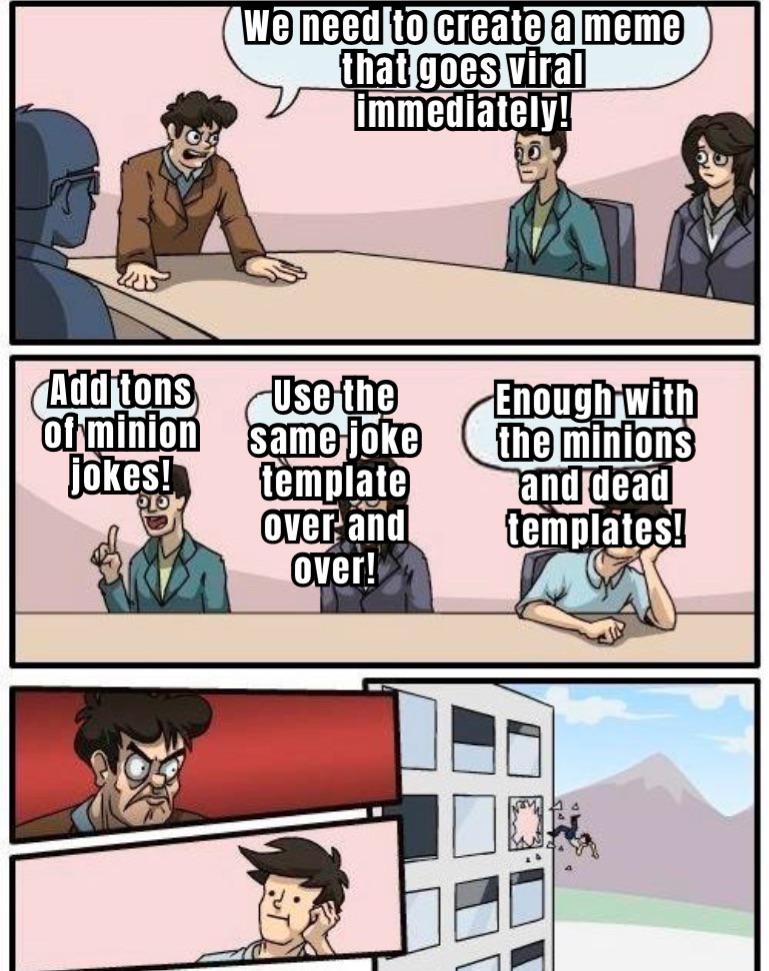 We need to create a meme
that goes viral
immediately!
Add tons
of minion
jokes!
Use the
same joke
template
over and
over!
Enough with
the minions
and dead
templates!